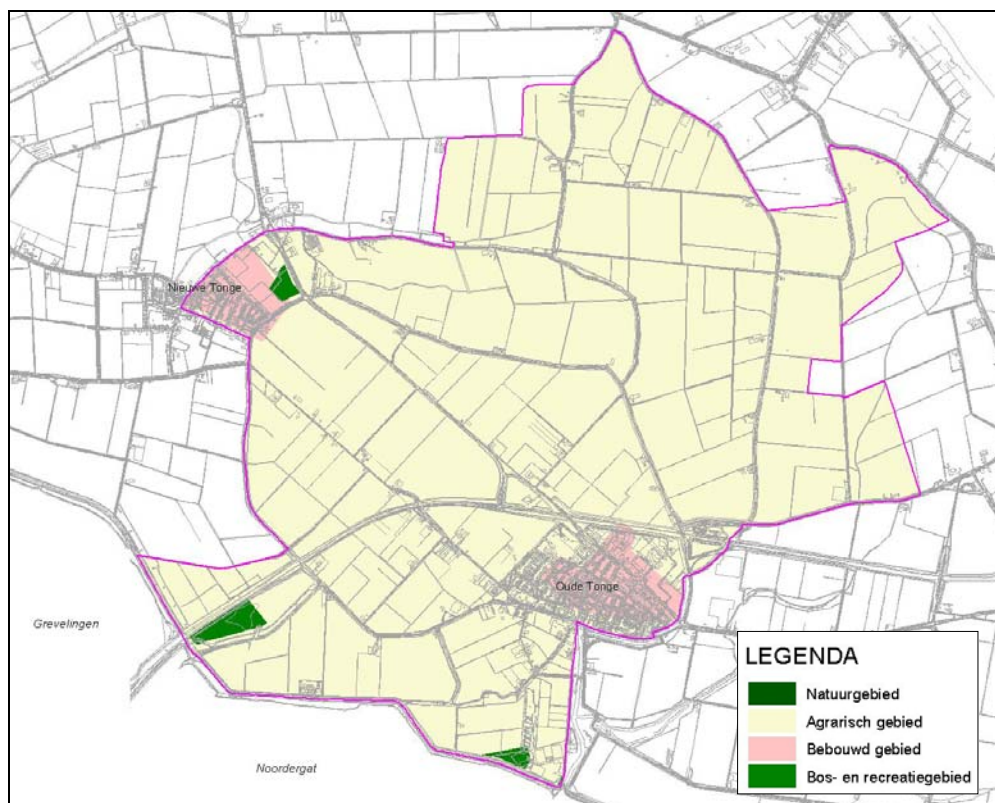 Nieuwe Tonge
Oude Tonge
Grevelingen
Noordergat
LEGENDA
Natuurgebied
Agrarisch gebied
Bebouwd gebied
Bos- en recreatiegebied